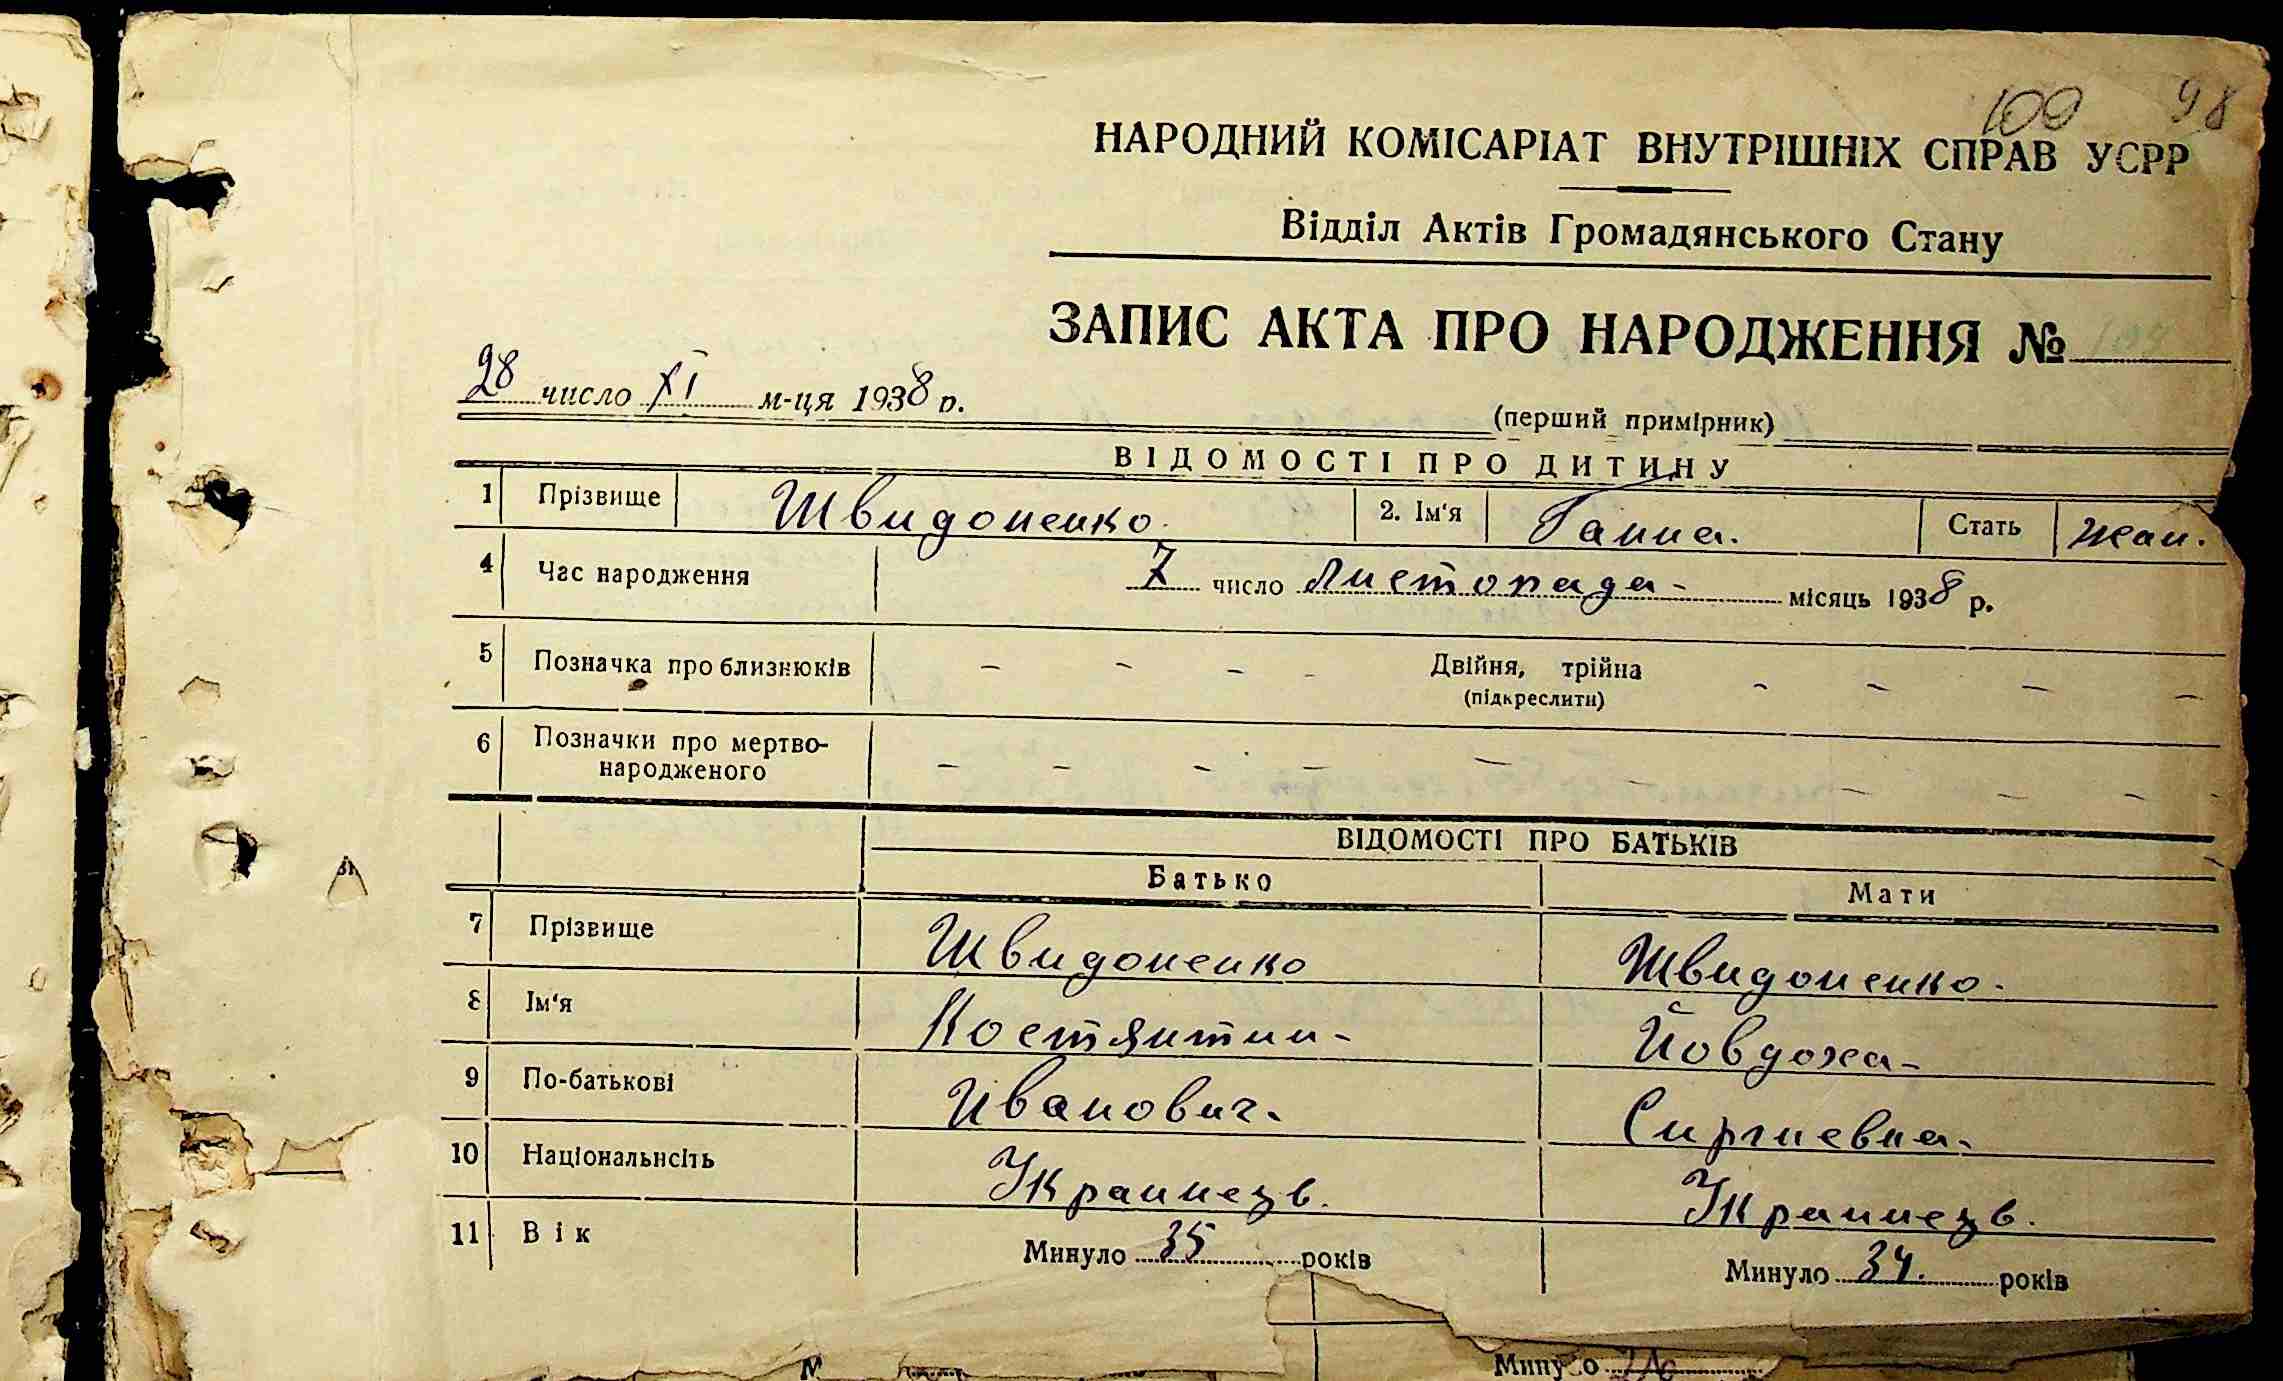 100 98
НАРОДНИЙ КОМІСАРІАТ ВНУТРІШНІХ СПРАВ УСРР
Відділ Актів Громадянського Стану
ЗАПИС АКТА ПРО НАРОДЖЕННЯ №
28 число XI м-ця 1938 р.
(перший примірник)
ВІДОМОСТІ ПРО ДИТИНУ
1 Прізвище Швидоненко. 2. Ім'я Ганна. Стать жан.
4 Час народження 7 число Листопада - місяць 1938 р.
5 Позначка про близнюків - - - - Двійня, трійна - - - -
(підкреслити)
6 Позначки про мертво-
народженого - - - - - - - - - - -
ВІДОМОСТІ ПРО БАТЬКІВ
Батько Мати
7 Прізвище Швидоненко Швидоненко.
8 Ім'я Костянтин - Йовдоха -
9 По-батькові Иванович. Сиргиевна.
10 Національнсіть Украинець. Украинець.
11 Вік Минуло 35 років Минуло 34. років
Минуло